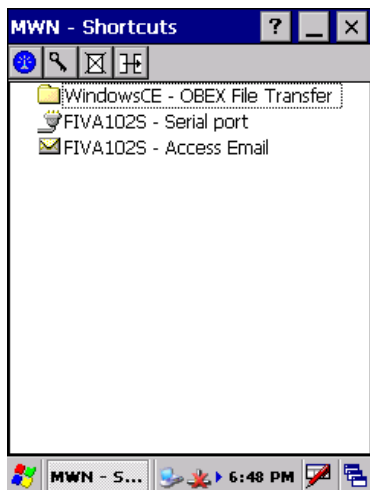 MWN - Shortcuts ? _ ×
WindowsCE - OBEX File Transfer
FIVA102S - Serial port
FIVA102S - Access Email
MWN - S... 6:48 PM